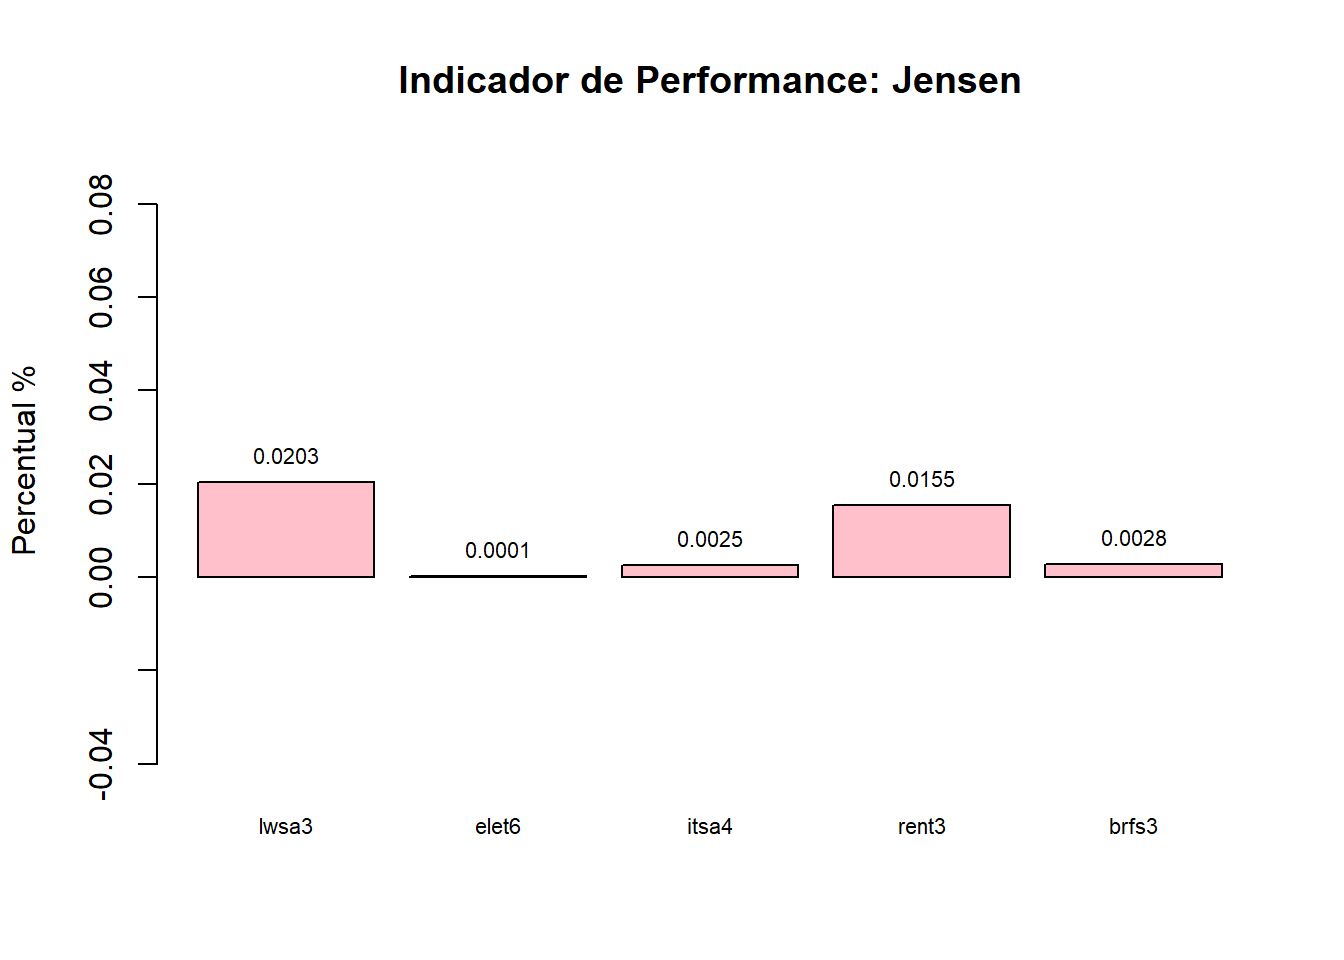 Indicador de Performance: Jensen
Percentual %
0.08
0.06
0.04
0.02
0.00
-0.04
0.0203
0.0001
0.0025
0.0155
0.0028
lwsa3
elet6
itsa4
rent3
brfs3